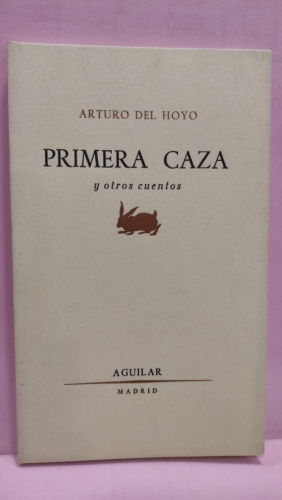 ARTURO DEL HOYO
PRIMERA CAZA
y otros cuentos
AGUILAR
MADRID